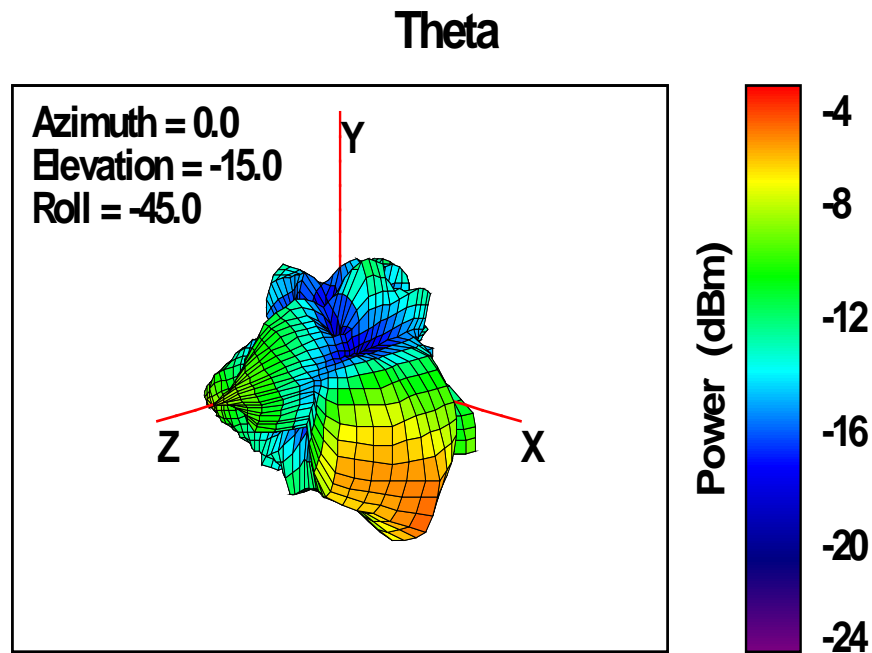 Theta
Azimuth = 0.0
Elevation = -15.0
Roll = -45.0
Y
Z
X
Power (dBm)
-4
-8
-12
-16
-20
-24